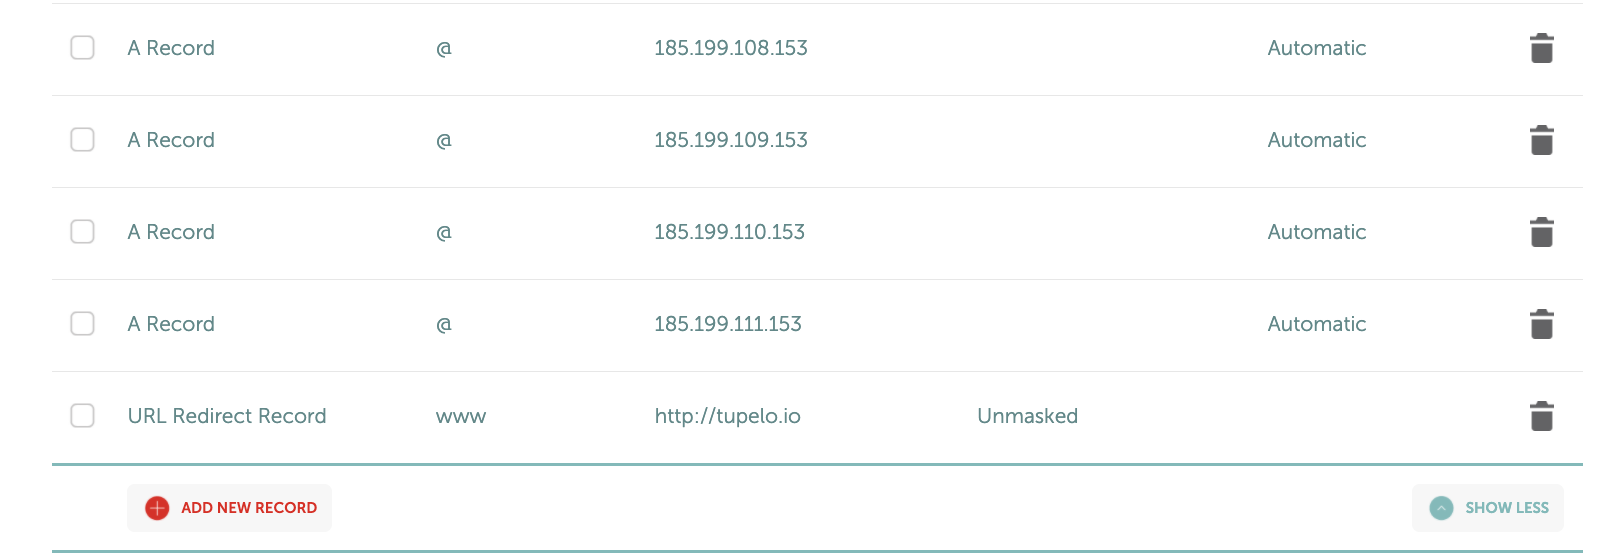 A Record @ 185.199.108.153 Automatic
A Record @ 185.199.109.153 Automatic
A Record @ 185.199.110.153 Automatic
A Record @ 185.199.111.153 Automatic
URL Redirect Record www http://tupelo.io Unmasked
ADD NEW RECORD SHOW LESS